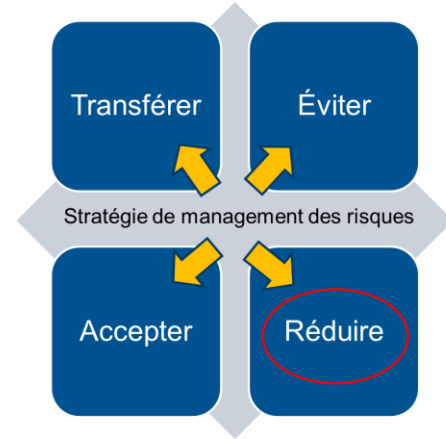 Transférer
Éviter
Stratégie de management des risques
Accepter
Réduire